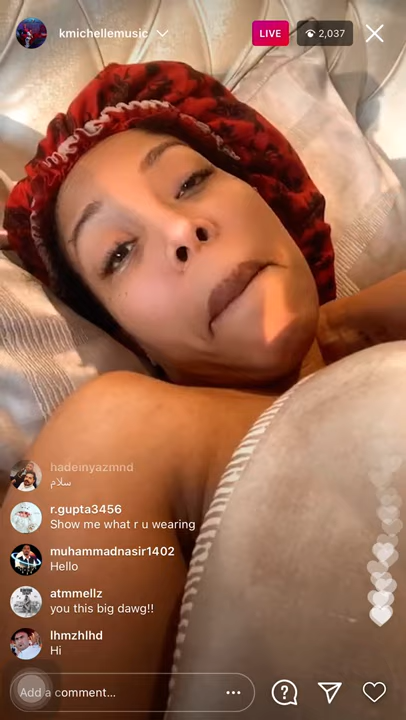 kmichellemusic
LIVE
2,037
hadeinyazmnd
سلام
r.gupta3456
Show me what r u wearing
muhammadnasir1402
Hello
atmmellz
you this big dawg!!
lhmzhlhd
Hi
Add a comment...